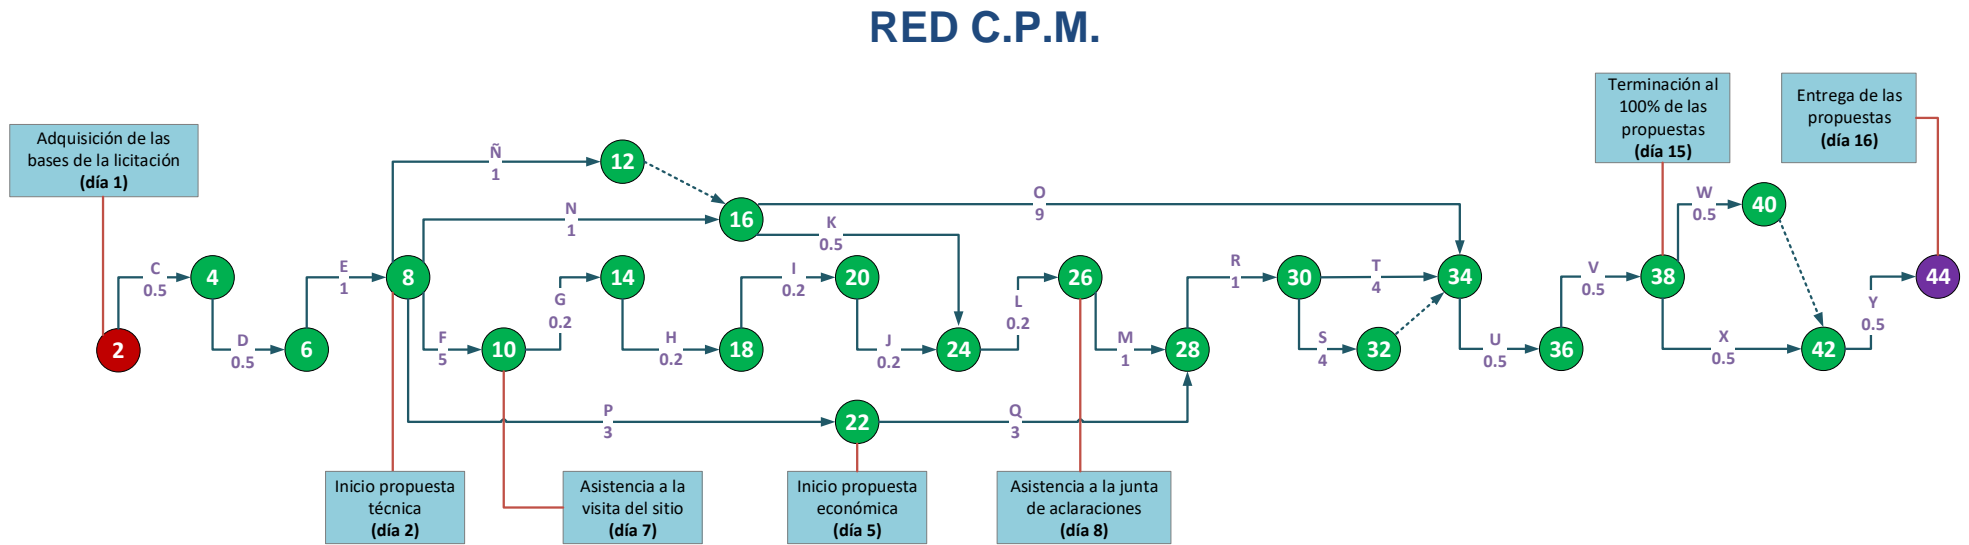 RED C.P.M.
Adquisición de las
bases de la licitación
(día 1)
Terminación al
100% de las
propuestas
(día 15)
Entrega de las
propuestas
(día 16)
Ñ
1
12
N
1
16
O
9
K
0.5
W
0.5
40
C
0.5
4
E
1
8
G
0.2
14
I
0.2
20
L
0.2
26
R
1
30
T
4
34
V
0.5
38
Y
0.5
44
2
D
0.5
6
F
5
10
H
0.2
18
J
0.2
24
M
1
28
S
4
32
U
0.5
36
X
0.5
42
P
3
22
Q
3
Inicio propuesta
técnica
(día 2)
Asistencia a la
visita del sitio
(día 7)
Inicio propuesta
económica
(día 5)
Asistencia a la junta
de aclaraciones
(día 8)